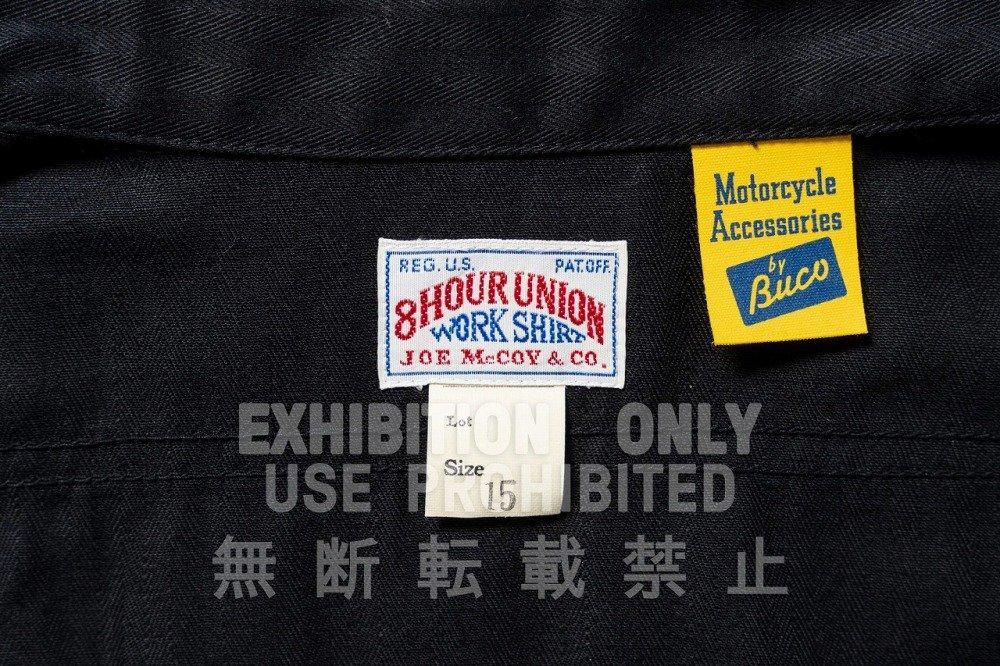 Motorcycle
Accessories
by
Buco
REG. U.S. PAT. OFF.
8 HOUR UNION
WORK SHIRT
JOE McCOY & CO.
Lot
Size
15
EXHIBITION ONLY
USE PROHIBITED
無断転載禁止